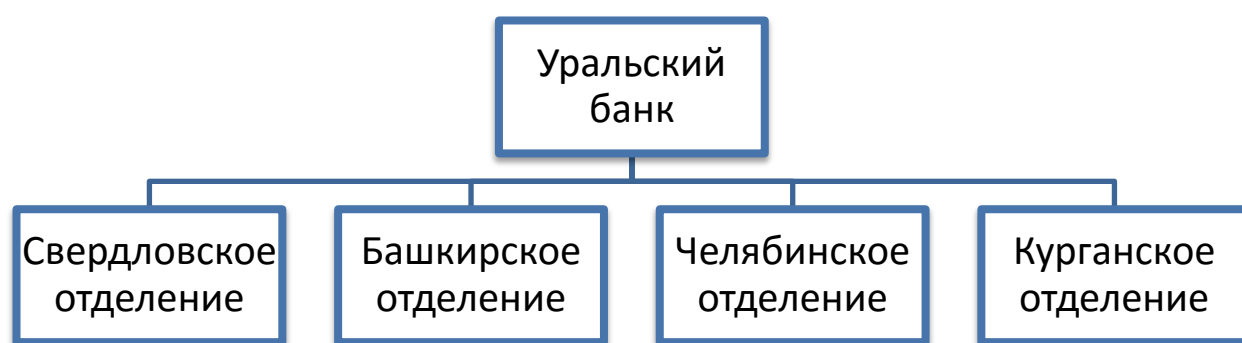 Уральский
банк
Свердловское
отделение
Башкирское
отделение
Челябинское
отделение
Курганское
отделение